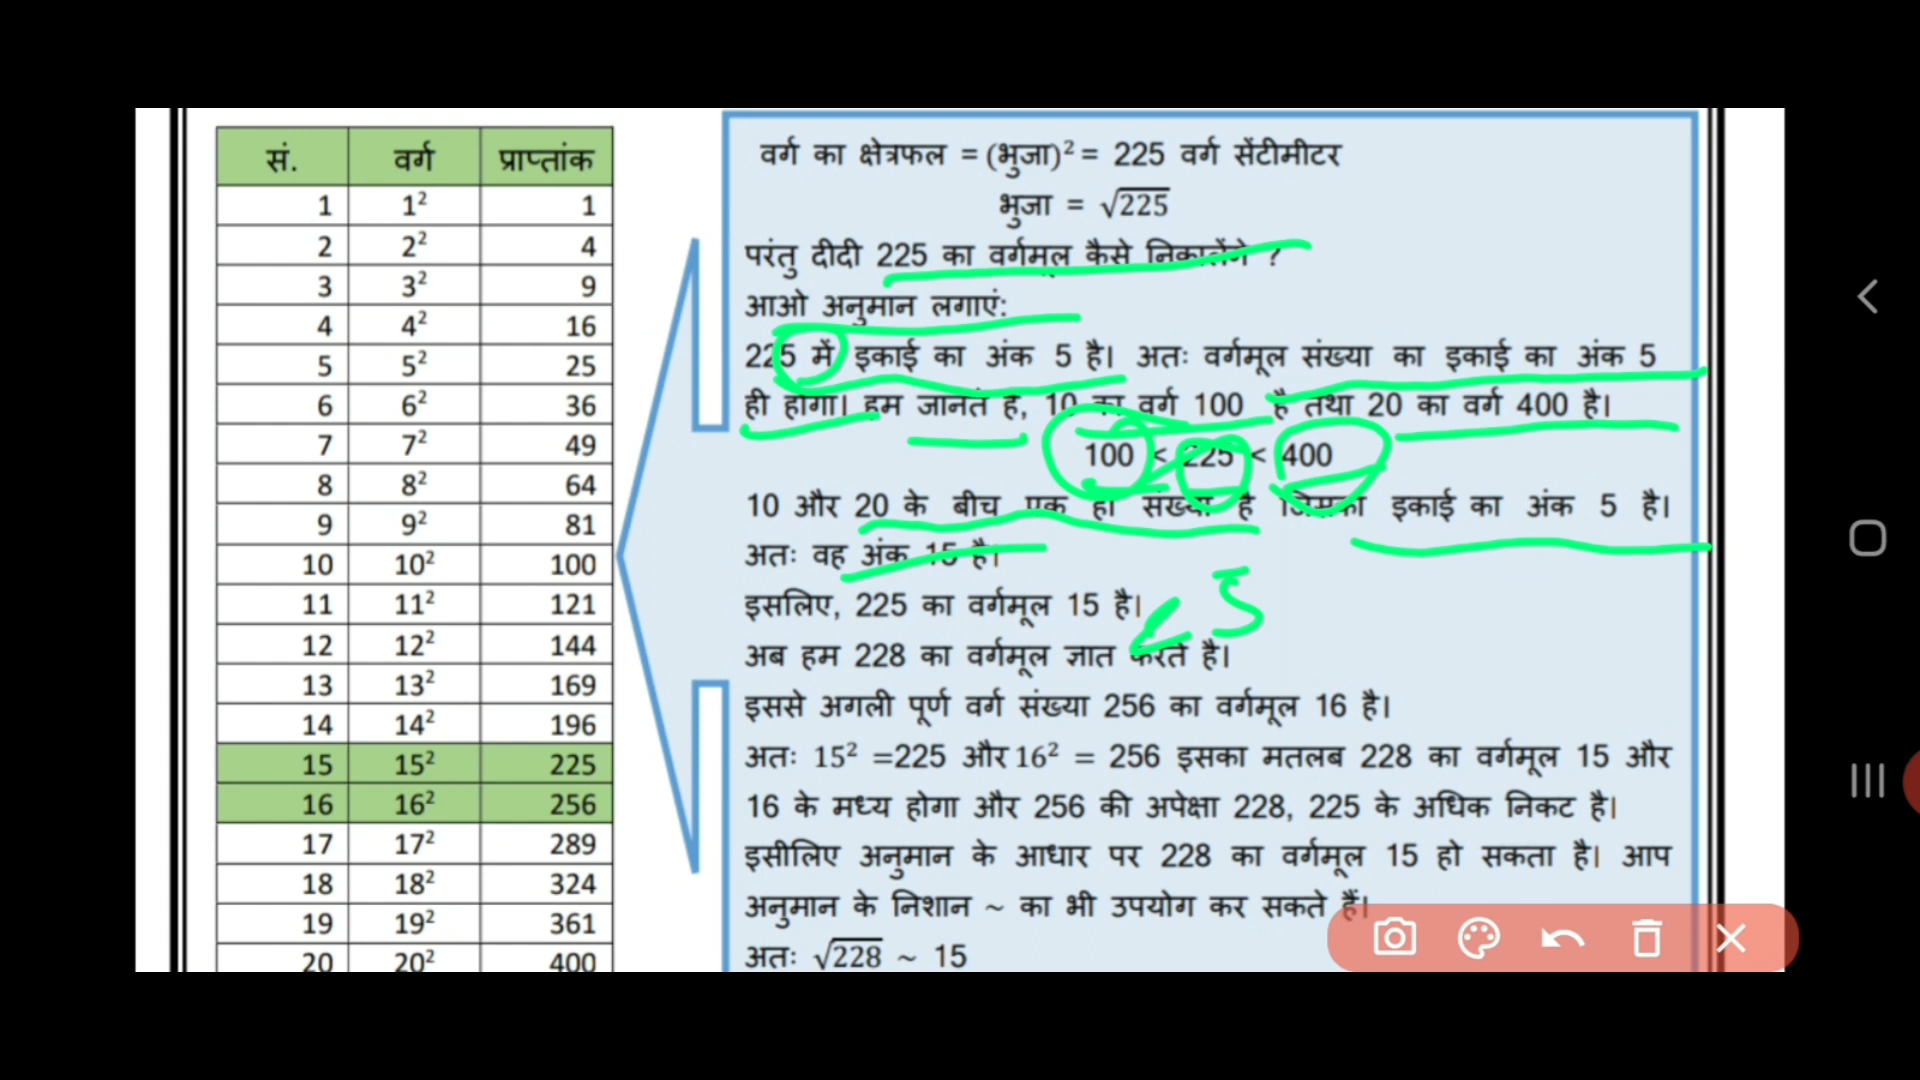 सं. वर्ग प्राप्तांक
1 1² 1
2 2² 4
3 3² 9
4 4² 16
5 5² 25
6 6² 36
7 7² 49
8 8² 64
9 9² 81
10 10² 100
11 11² 121
12 12² 144
13 13² 169
14 14² 196
15 15² 225
16 16² 256
17 17² 289
18 18² 324
19 19² 361
20 20² 400
वर्ग का क्षेत्रफल = (भुजा)² = 225 वर्ग सेंटीमीटर
भुजा = √225
परंतु दीदी 225 का वर्गमूल कैसे निकालेंगे ?
आओ अनुमान लगाएं:
225 में इकाई का अंक 5 है। अतः वर्गमूल संख्या का इकाई का अंक 5
ही होगा। हम जानते है, 10 का वर्ग 100 है तथा 20 का वर्ग 400 है।
100 < 225 < 400
10 और 20 के बीच एक ही संख्या है जिसका इकाई का अंक 5 है।
अतः वह अंक 15 है।
5
इसलिए, 225 का वर्गमूल 15 है।
अब हम 228 का वर्गमूल ज्ञात करते है।
इससे अगली पूर्ण वर्ग संख्या 256 का वर्गमूल 16 है।
अतः 15² =225 और 16² = 256 इसका मतलब 228 का वर्गमूल 15 और
16 के मध्य होगा और 256 की अपेक्षा 228, 225 के अधिक निकट है।
इसीलिए अनुमान के आधार पर 228 का वर्गमूल 15 हो सकता है। आप
अनुमान के निशान ~ का भी उपयोग कर सकते हैं।
अतः √228 ~ 15